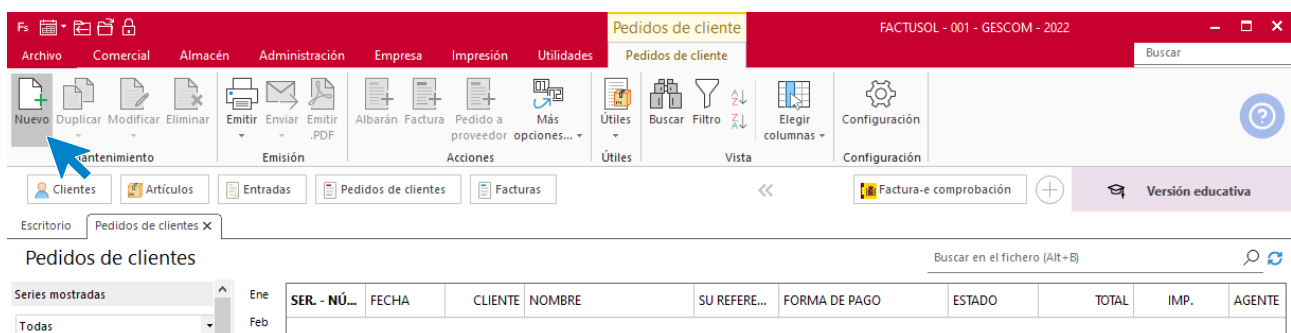 Fs
Pedidos de cliente
FACTUSOL - 001 - GESCOM - 2022
Archivo Comercial Almacén Administración Empresa Impresión Utilidades Pedidos de cliente Buscar
Nuevo Duplicar Modificar Eliminar Emitir Enviar Emitir .PDF Albarán Factura Pedido a proveedor Más opciones... Útiles Buscar Filtro Elegir columnas Configuración
Mantenimiento Emisión Acciones Útiles Vista Configuración
Clientes Artículos Entradas Pedidos de clientes Facturas Factura-e comprobación Versión educativa
Escritorio Pedidos de clientes X
Pedidos de clientes Buscar en el fichero (Alt+B)
Series mostradas Ene SER. - NÚ... FECHA CLIENTE NOMBRE SU REFERE... FORMA DE PAGO ESTADO TOTAL IMP. AGENTE
Todas Feb